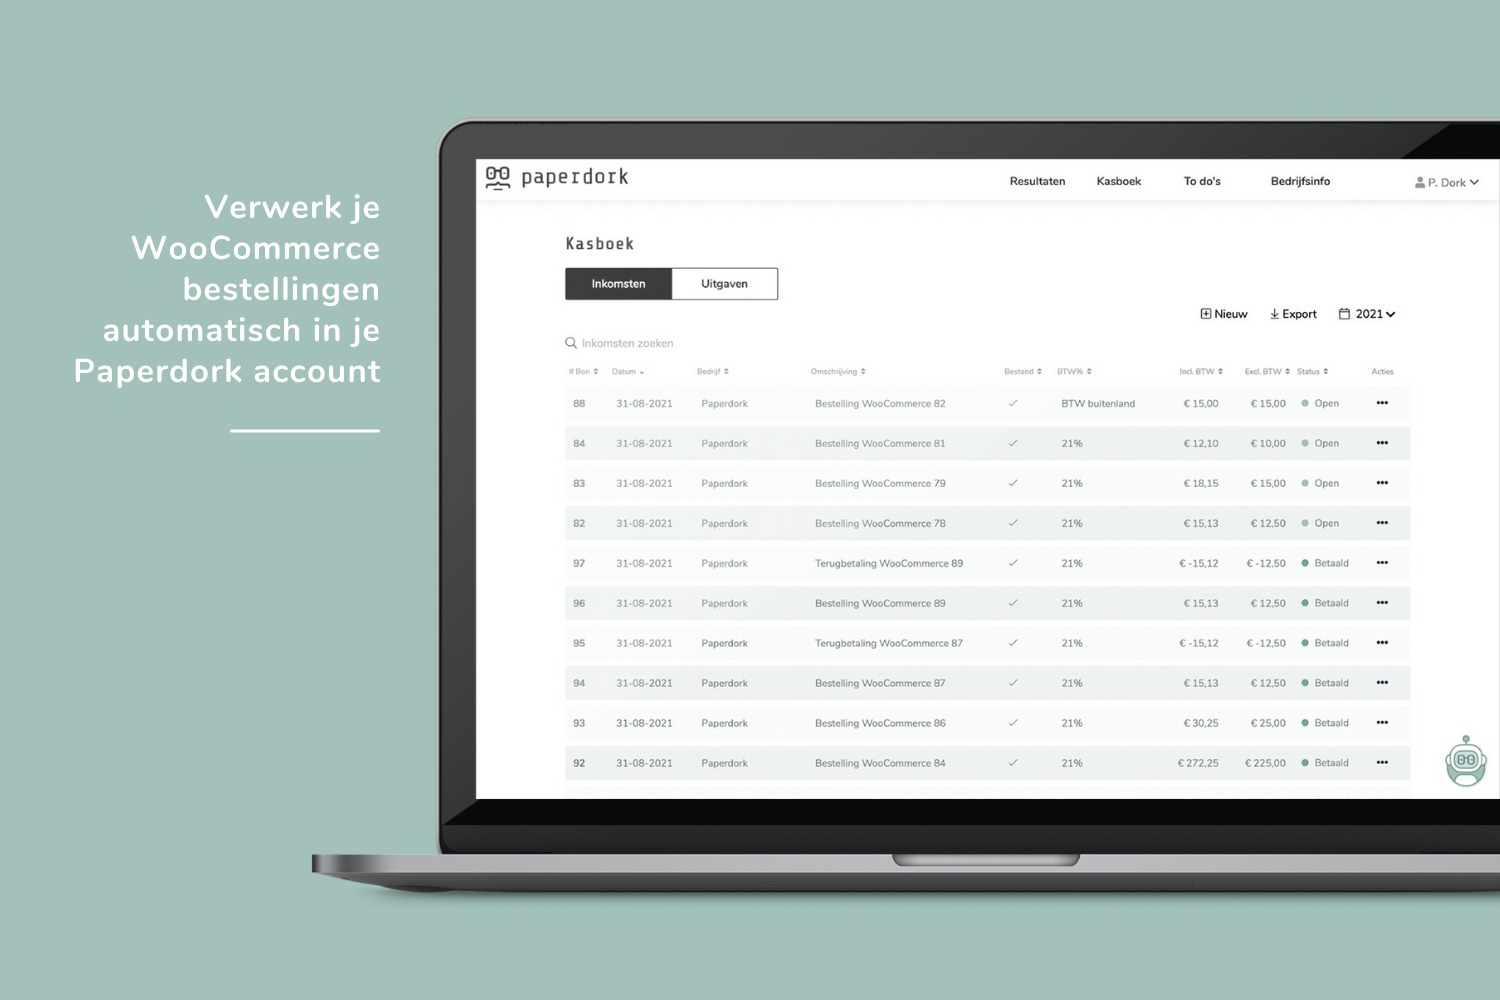 Verwerk je
WooCommerce
bestellingen
automatisch in je
Paperdork account
paperdork
Resultaten Kasboek To do's Bedrijfsinfo P. Dork
Kasboek
Inkomsten Uitgaven
Nieuw Export 2021
Inkomsten zoeken
# Bon Datum Bedrijf Omschrijving Bestand BTW% Incl. BTW Excl. BTW Status Acties
88 31-08-2021 Paperdork Bestelling WooCommerce 82 BTW buitenland € 15,00 € 15,00 Open
84 31-08-2021 Paperdork Bestelling WooCommerce 81 21% € 12,10 € 10,00 Open
83 31-08-2021 Paperdork Bestelling WooCommerce 79 21% € 18,15 € 15,00 Open
82 31-08-2021 Paperdork Bestelling WooCommerce 78 21% € 15,13 € 12,50 Open
97 31-08-2021 Paperdork Terugbetaling WooCommerce 89 21% € -15,12 € -12,50 Betaald
96 31-08-2021 Paperdork Bestelling WooCommerce 89 21% € 15,13 € 12,50 Betaald
95 31-08-2021 Paperdork Terugbetaling WooCommerce 87 21% € -15,12 € -12,50 Betaald
94 31-08-2021 Paperdork Bestelling WooCommerce 87 21% € 15,13 € 12,50 Betaald
93 31-08-2021 Paperdork Bestelling WooCommerce 86 21% € 30,25 € 25,00 Betaald
92 31-08-2021 Paperdork Bestelling WooCommerce 84 21% € 272,25 € 225,00 Betaald